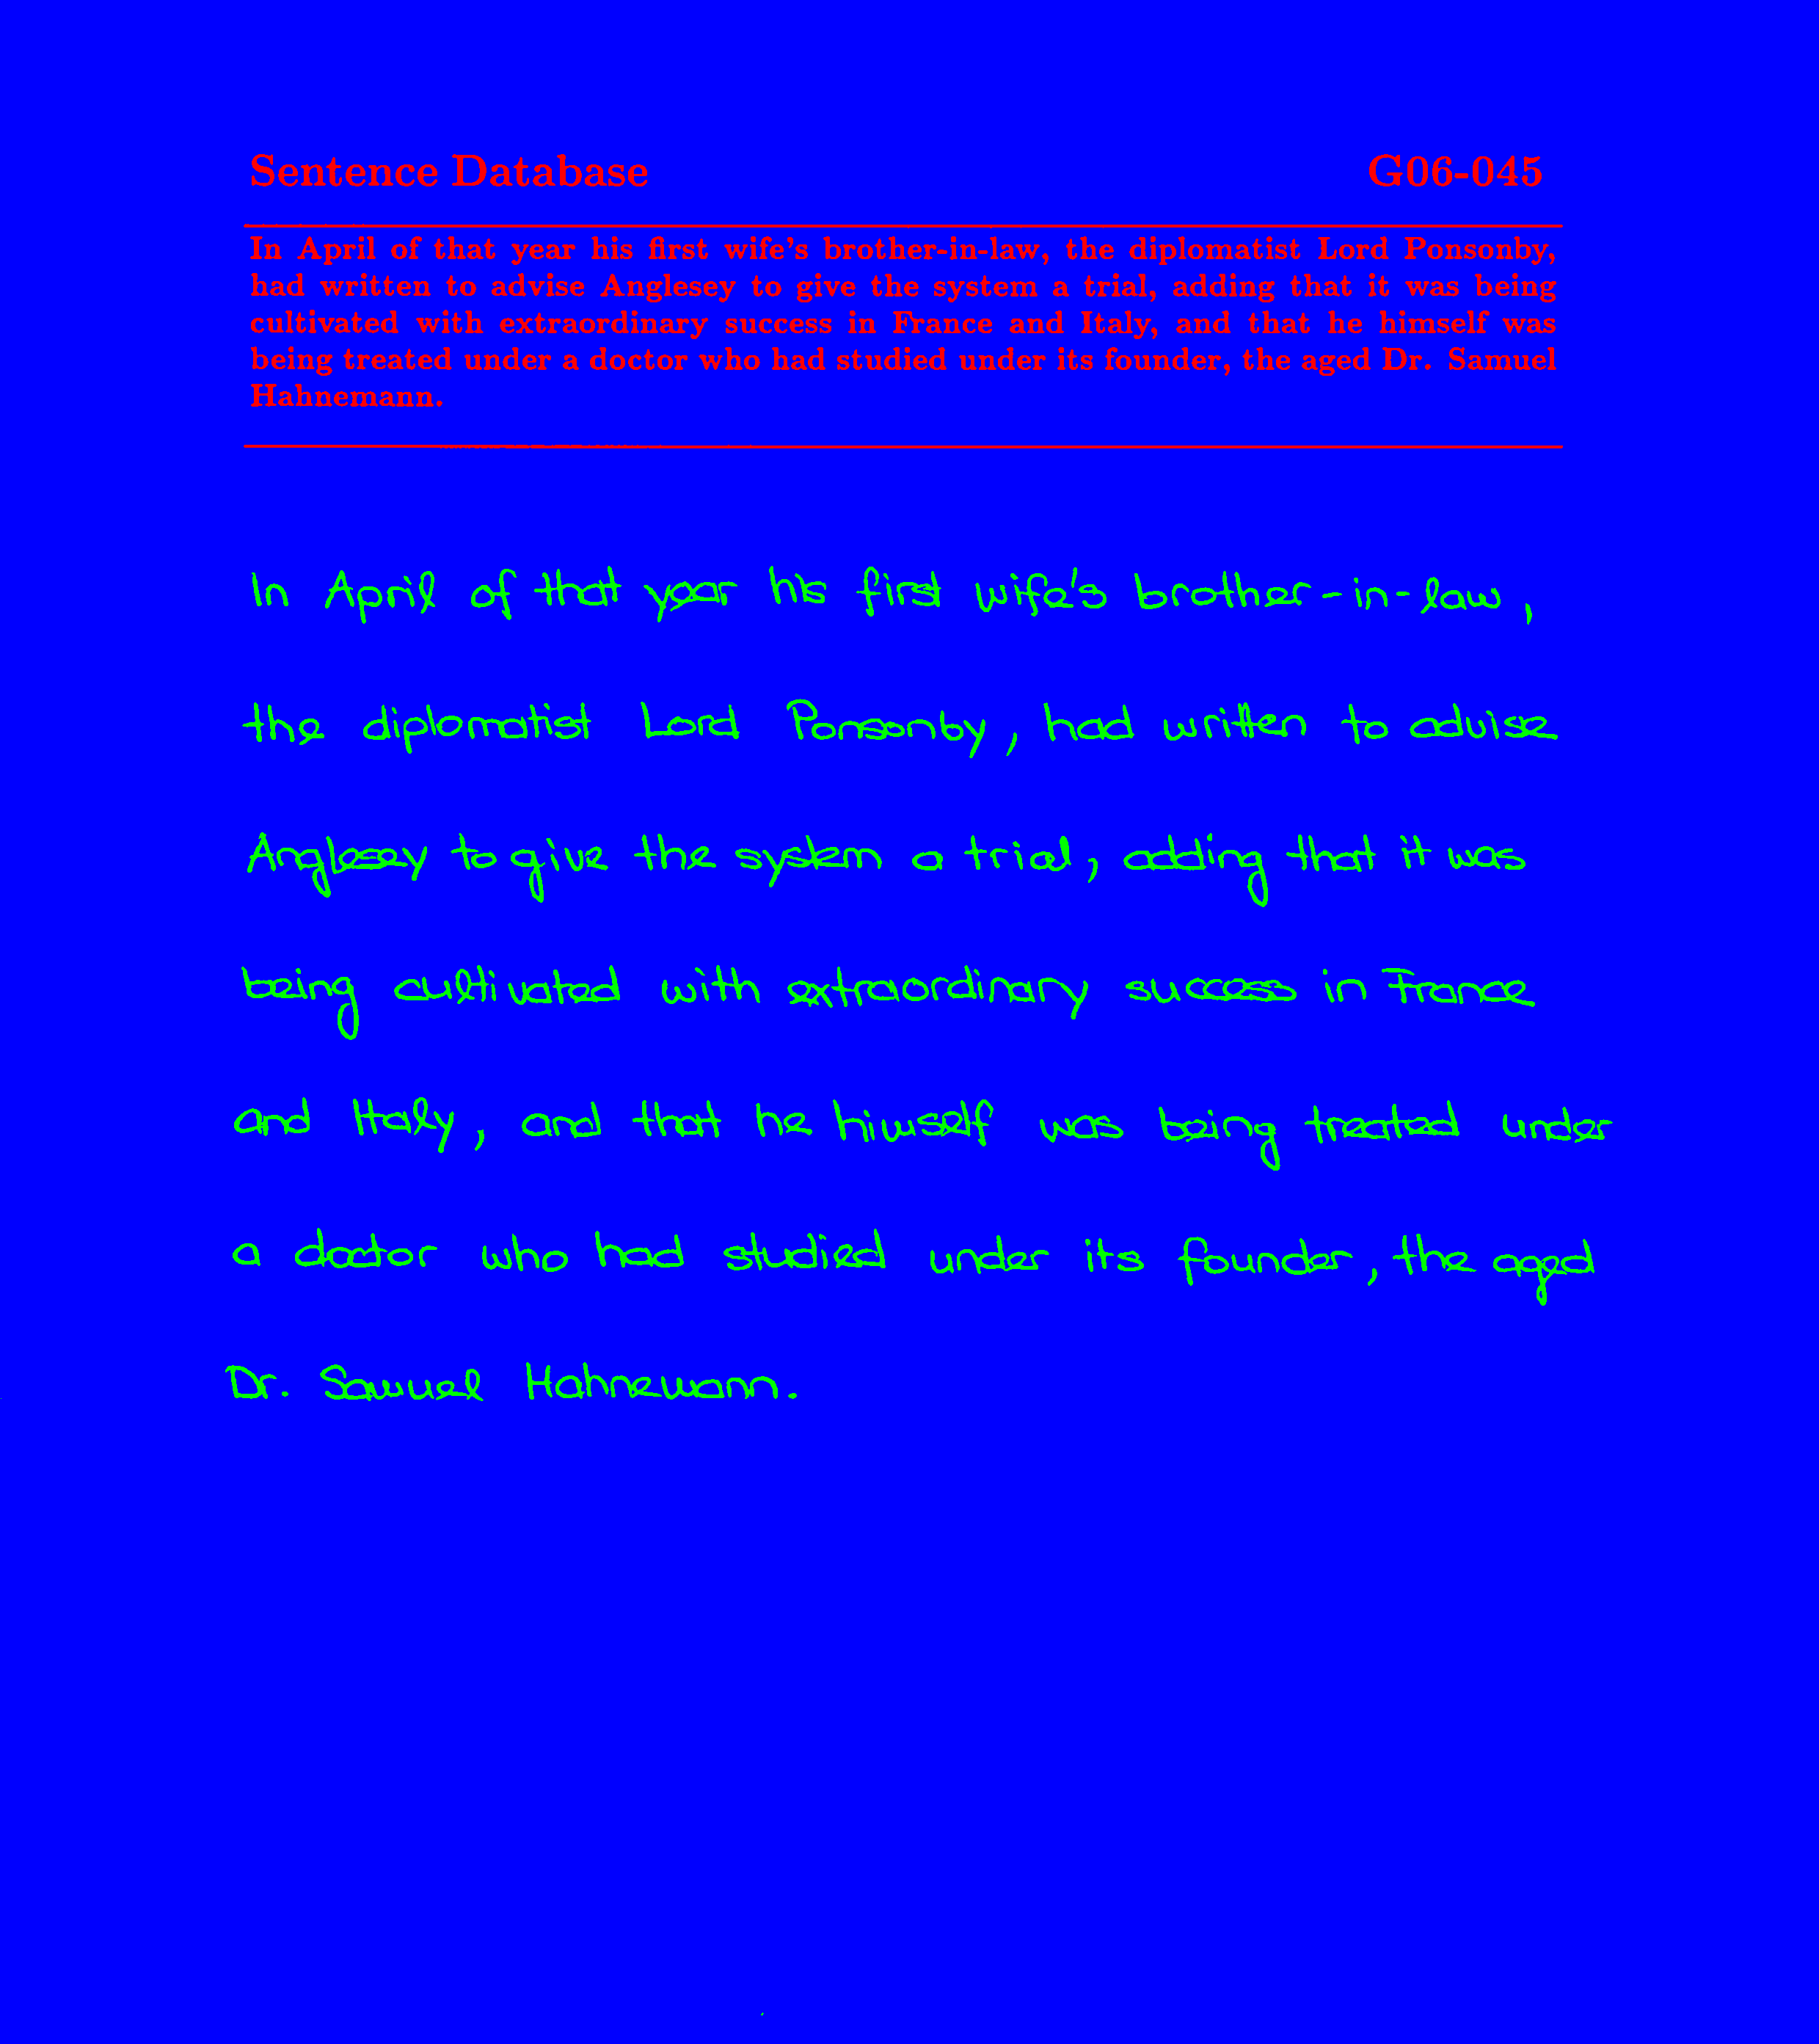 Sentence Database G06-045
In April of that year his first wife's brother-in-law, the diplomatist Lord Ponsonby,
had written to advise Anglesey to give the system a trial, adding that it was being
cultivated with extraordinary success in France and Italy, and that he himself was
being treated under a doctor who had studied under its founder, the aged Dr. Samuel
Hahnemann.
In April of that year his first wife's brother-in-law,
the diplomatist Lord Ponsonby, had written to advise
Anglesey to give the system a trial, adding that it was
being cultivated with extraordinary success in France
and Italy, and that he himself was being treated under
a doctor who had studied under its founder, the aged
Dr. Samuel Hahnemann.